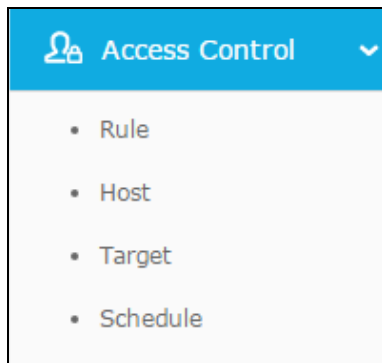 Access Control
Rule
Host
Target
Schedule